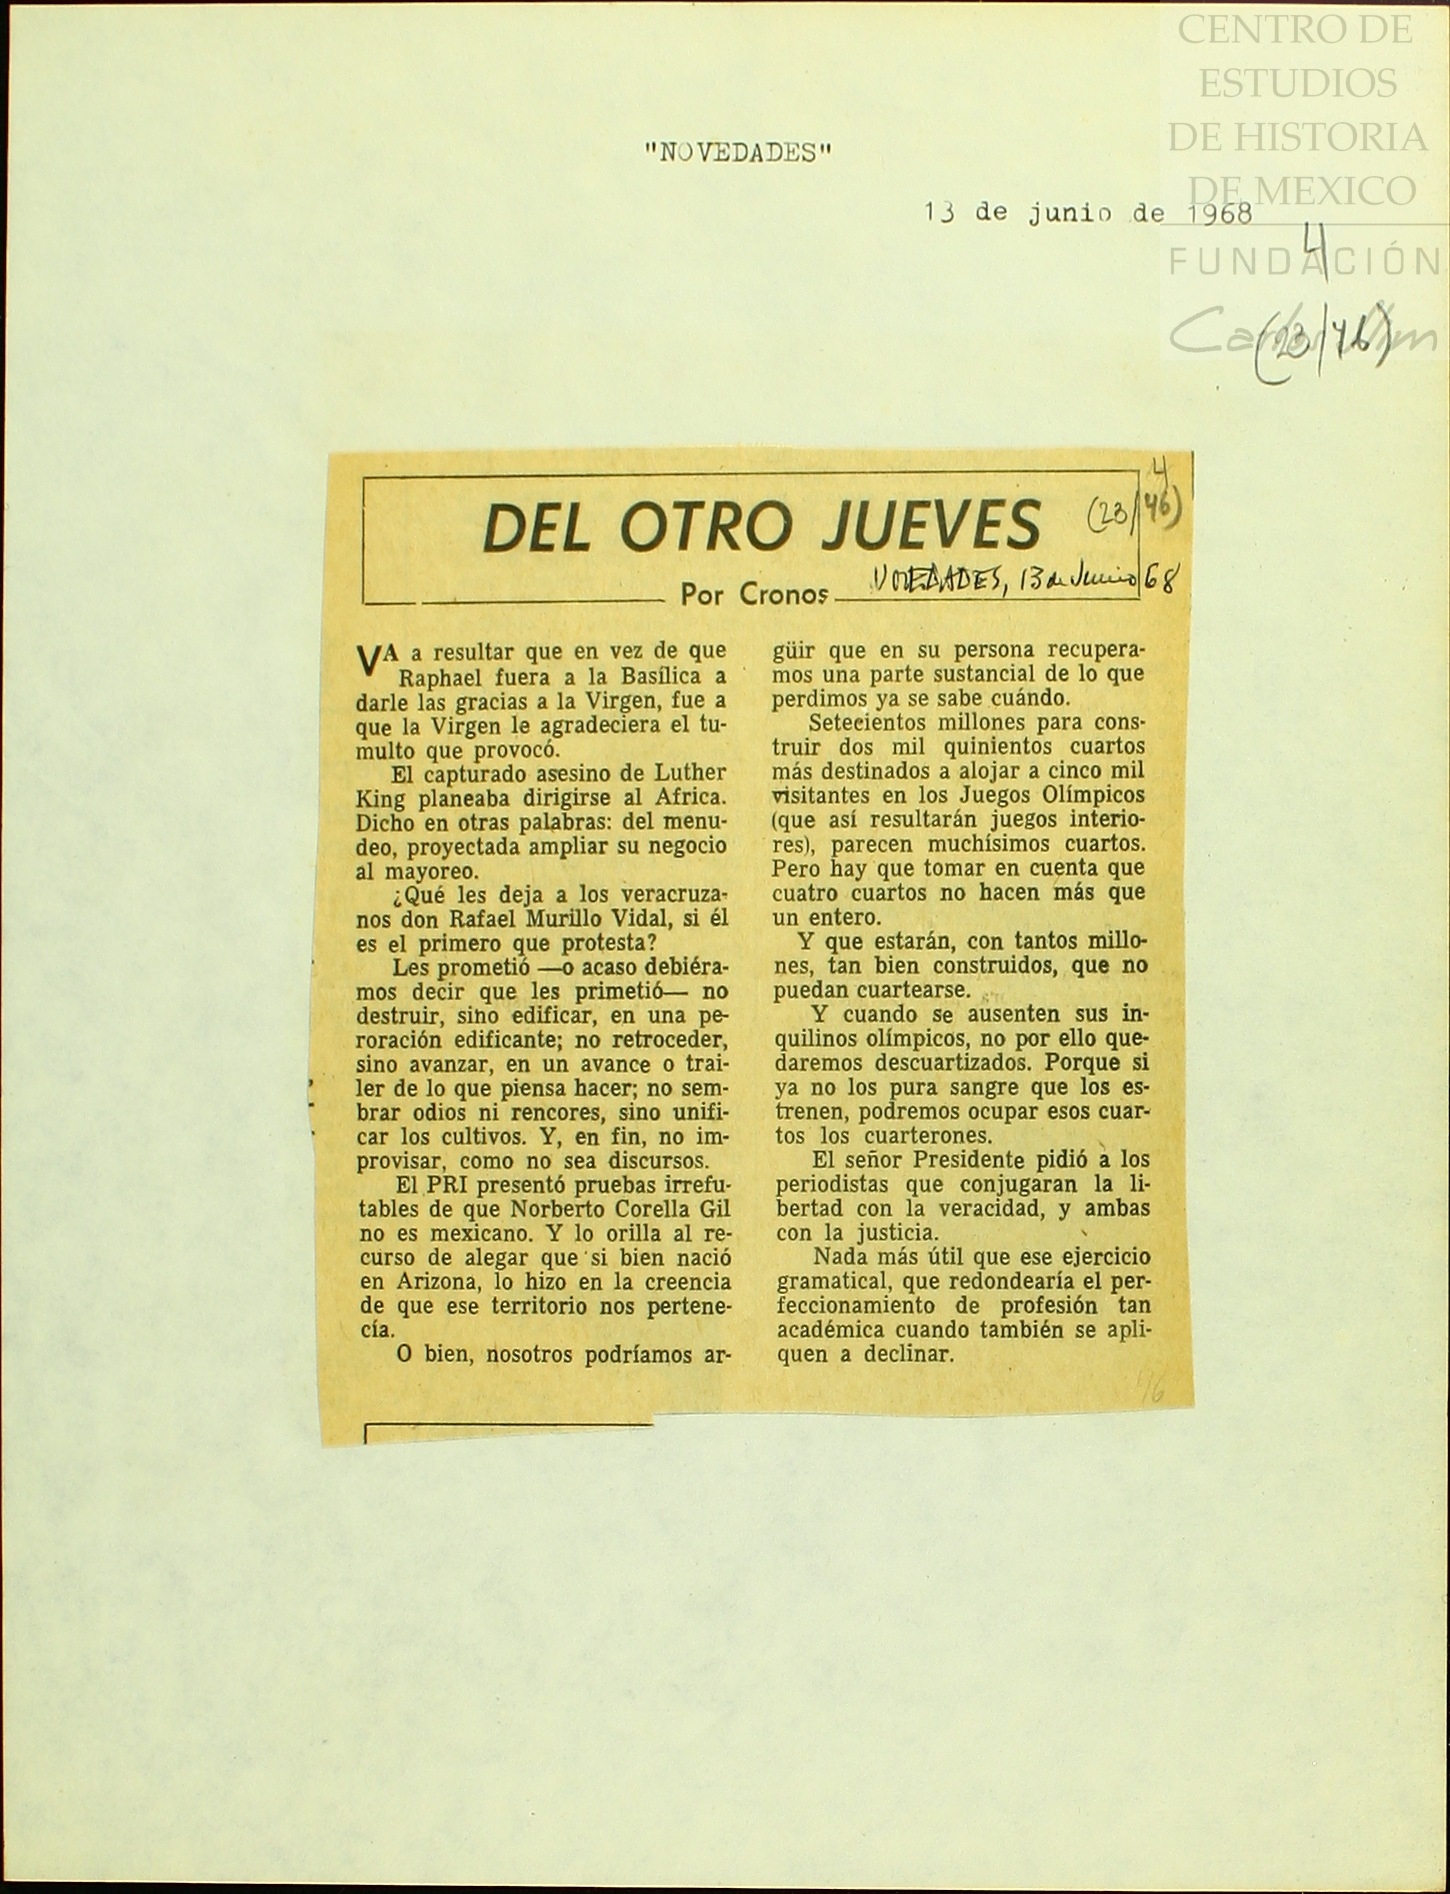 CENTRO DE
ESTUDIOS
DE HISTORIA
DE MEXICO
FUNDACIÓN
Carlos Slim
"NOVEDADES"
13 de junio de 1968
4
(23/46)
4
(23/46)
DEL OTRO JUEVES
Por Cronos
NOVEDADES, 13 de Junio 68
VA a resultar que en vez de que
Raphael fuera a la Basílica a
darle las gracias a la Virgen, fue a
que la Virgen le agradeciera el tu-
multo que provocó.
El capturado asesino de Luther
King planeaba dirigirse al Africa.
Dicho en otras palabras: del menu-
deo, proyectada ampliar su negocio
al mayoreo.
¿Qué les deja a los veracruza-
nos don Rafael Murillo Vidal, si él
es el primero que protesta?
Les prometió —o acaso debiéra-
mos decir que les primetió— no
destruir, sino edificar, en una pe-
roración edificante; no retroceder,
sino avanzar, en un avance o trai-
ler de lo que piensa hacer; no sem-
brar odios ni rencores, sino unifi-
car los cultivos. Y, en fin, no im-
provisar, como no sea discursos.
El PRI presentó pruebas irrefu-
tables de que Norberto Corella Gil
no es mexicano. Y lo orilla al re-
curso de alegar que si bien nació
en Arizona, lo hizo en la creencia
de que ese territorio nos pertene-
cía.
O bien, nosotros podríamos ar-
güir que en su persona recupera-
mos una parte sustancial de lo que
perdimos ya se sabe cuándo.
Setecientos millones para cons-
truir dos mil quinientos cuartos
más destinados a alojar a cinco mil
visitantes en los Juegos Olímpicos
(que así resultarán juegos interio-
res), parecen muchísimos cuartos.
Pero hay que tomar en cuenta que
cuatro cuartos no hacen más que
un entero.
Y que estarán, con tantos millo-
nes, tan bien construidos, que no
puedan cuartearse.
Y cuando se ausenten sus in-
quilinos olímpicos, no por ello que-
daremos descuartizados. Porque si
ya no los pura sangre que los es-
trenen, podremos ocupar esos cuar-
tos los cuarterones.
El señor Presidente pidió a los
periodistas que conjugaran la li-
bertad con la veracidad, y ambas
con la justicia.
Nada más útil que ese ejercicio
gramatical, que redondearía el per-
feccionamiento de profesión tan
académica cuando también se apli-
quen a declinar.
46